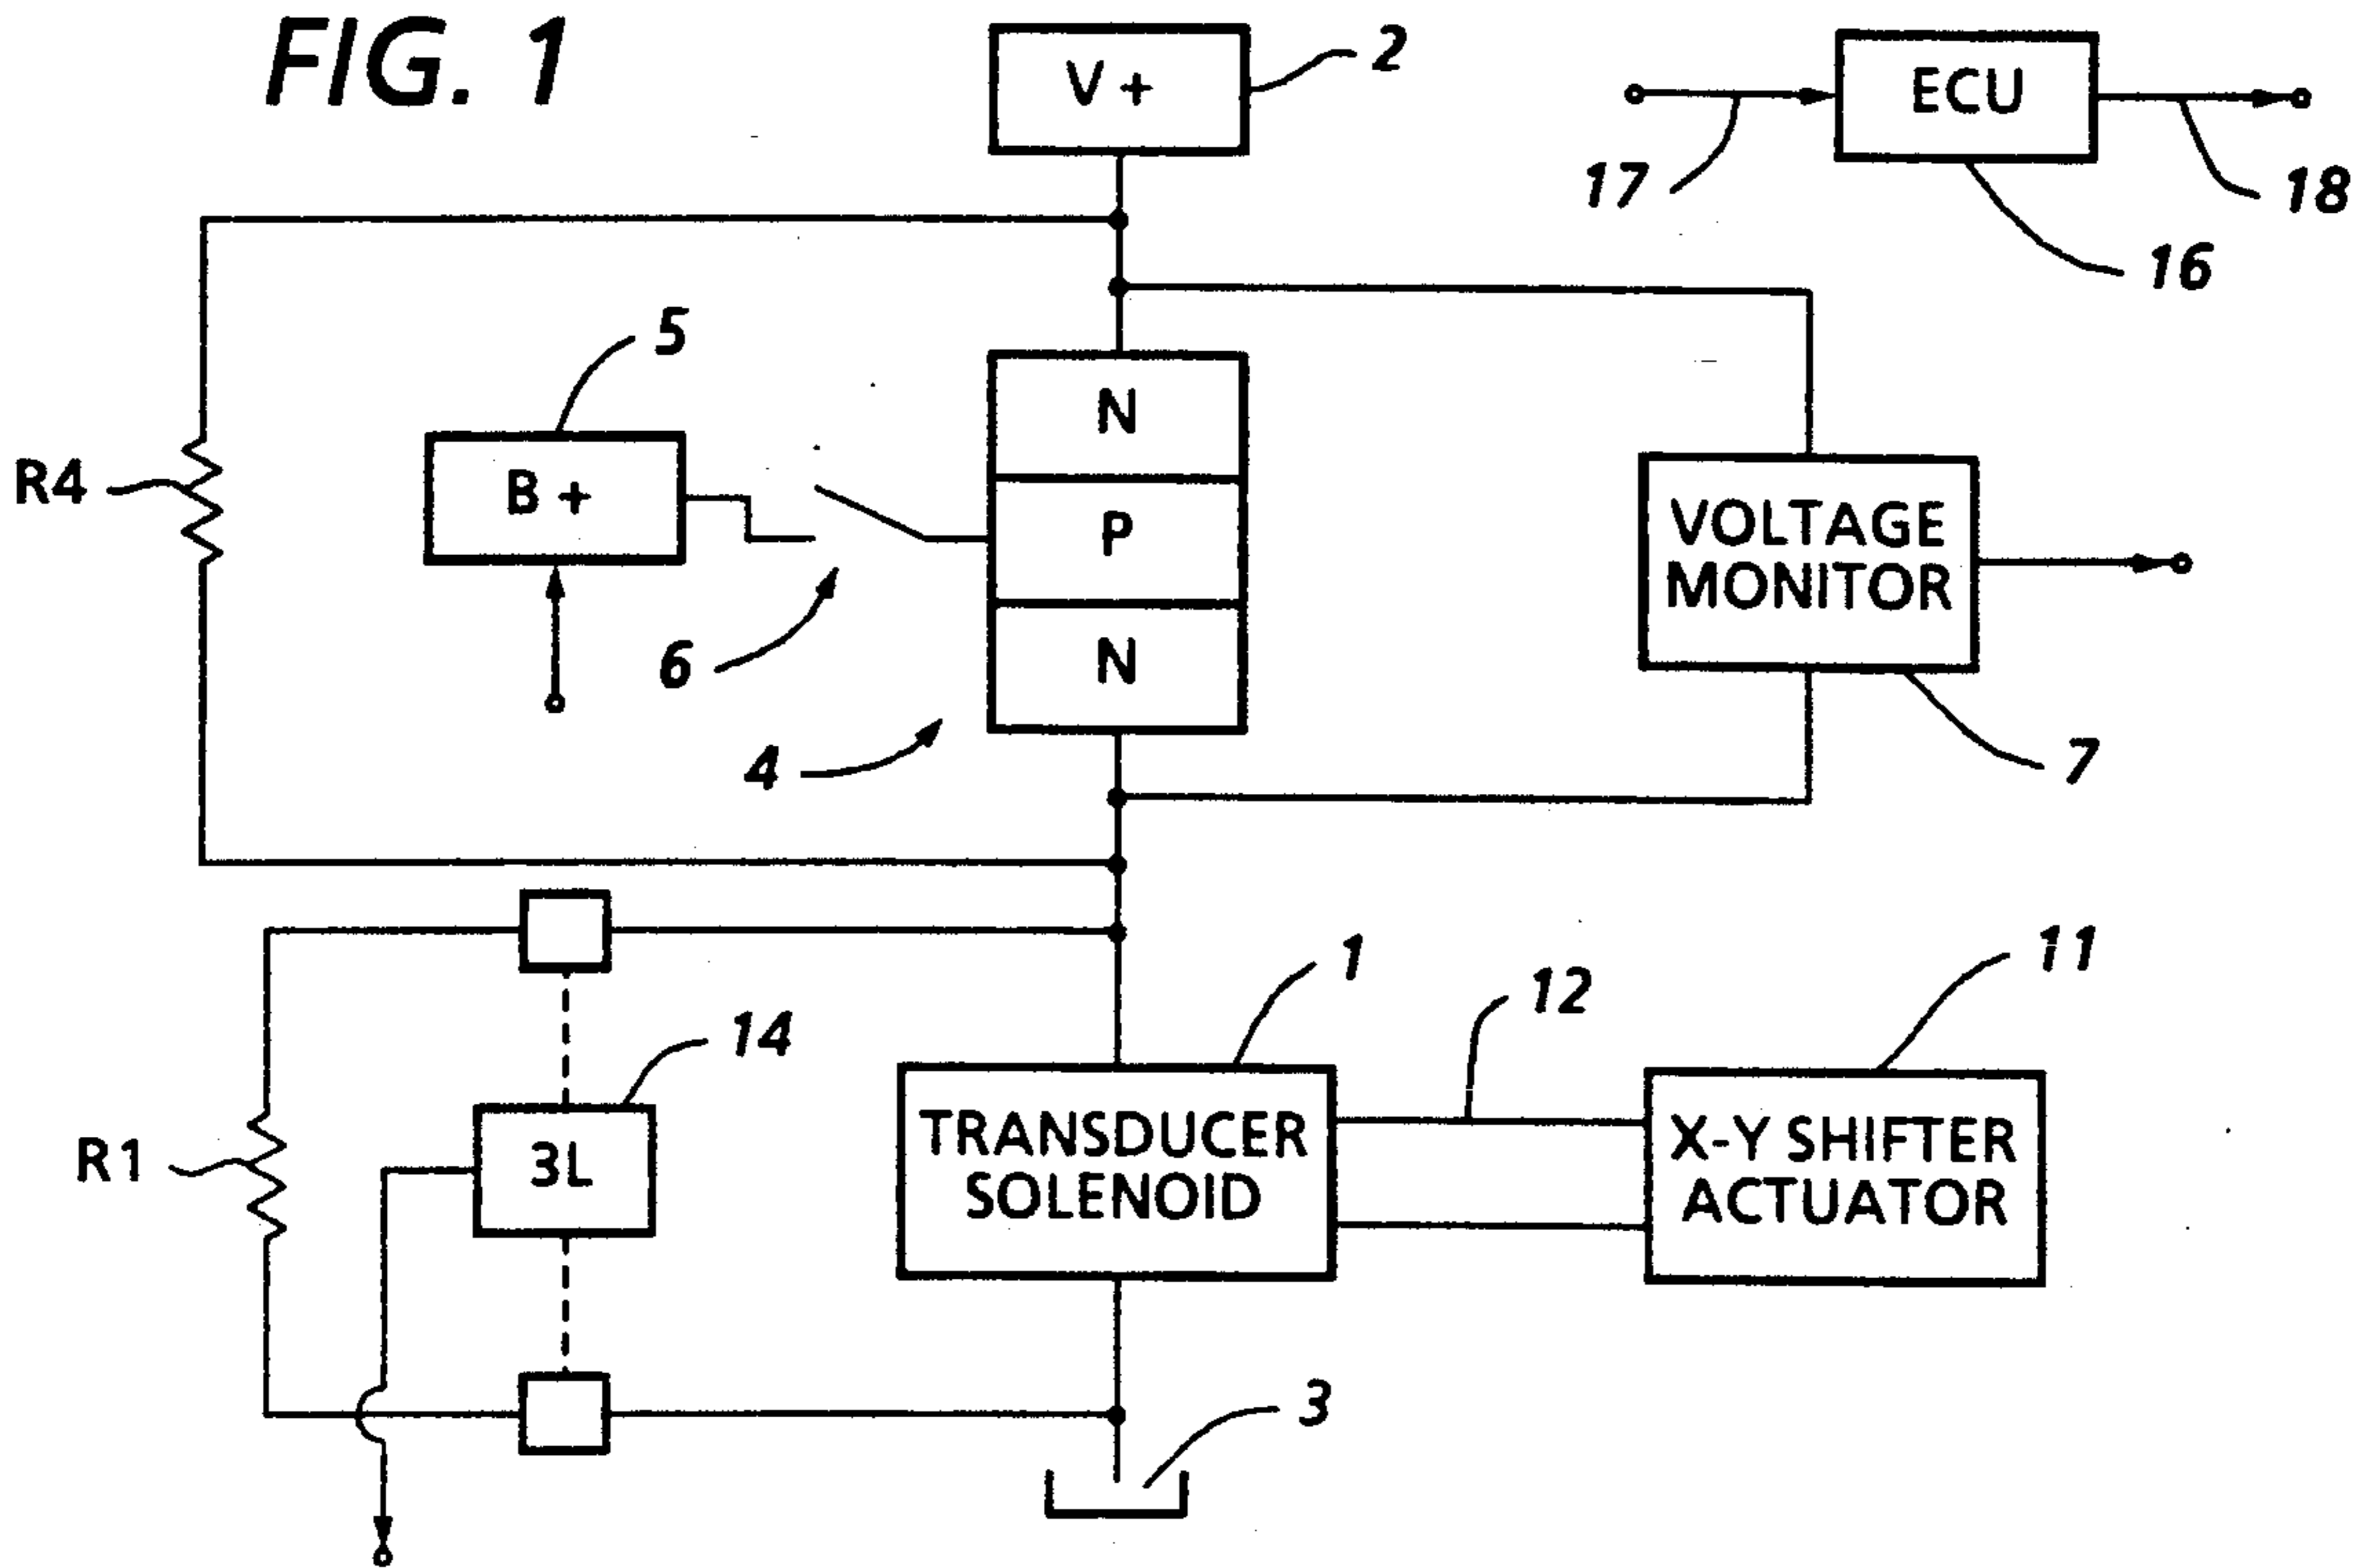 FIG. 1
V +
2
ECU
17
18
16
5
N
R4
B +
P
VOLTAGE
MONITOR
6
N
4
7
1
12
11
14
TRANSDUCER
SOLENOID
X-Y SHIFTER
ACTUATOR
R1
3L
3